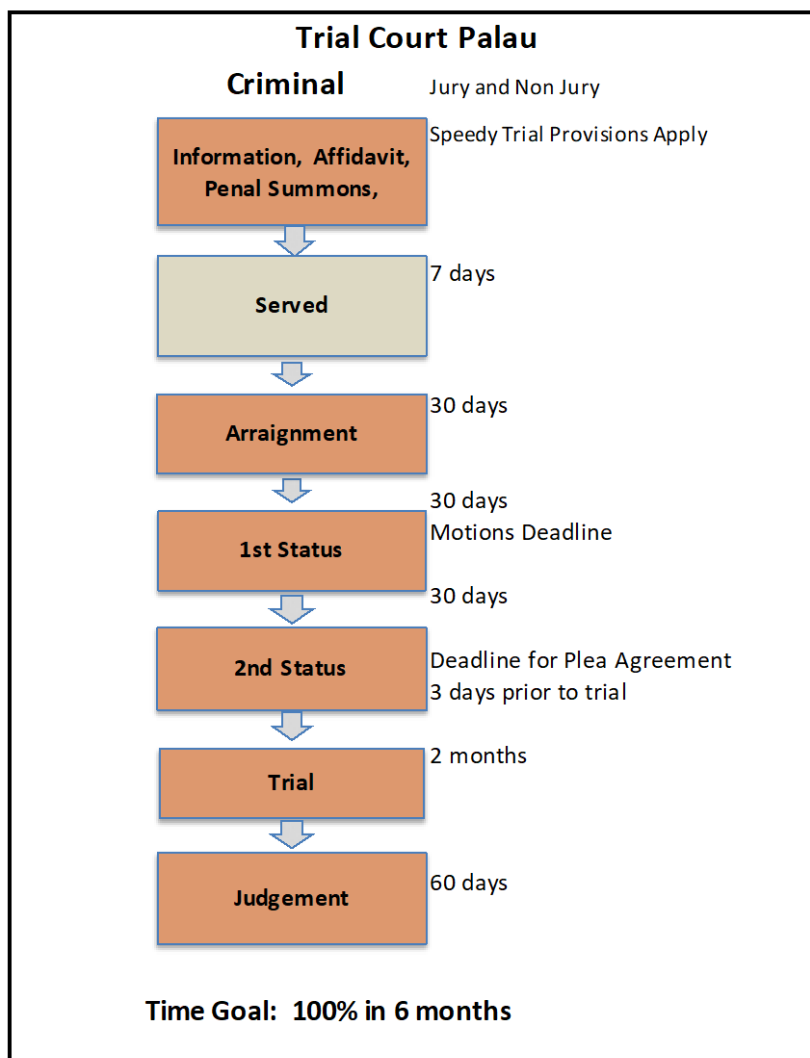 Trial Court Palau
Criminal
Jury and Non Jury
Speedy Trial Provisions Apply
Information, Affidavit,
Penal Summons,
7 days
Served
30 days
Arraignment
30 days
Motions Deadline
1st Status
30 days
2nd Status
Deadline for Plea Agreement
3 days prior to trial
2 months
Trial
60 days
Judgement
Time Goal: 100% in 6 months